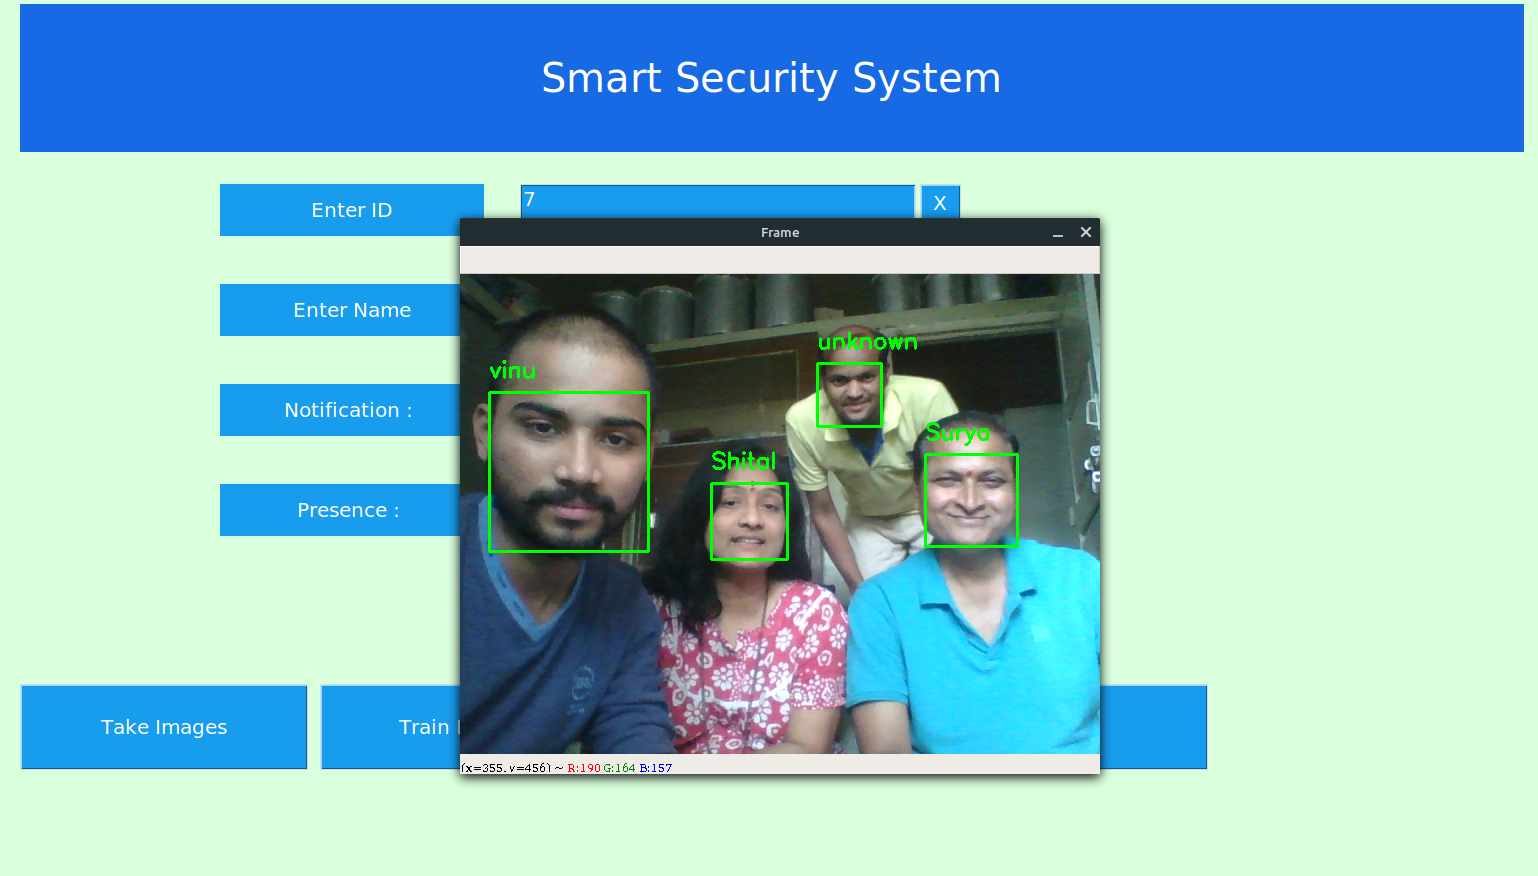 Smart Security System
Enter ID
7
X
Frame
Enter Name
unknown
vinu
Notification :
Surya
Shital
Presence :
Take Images
Train
(x=355, y=456) ~ R:190 G:164 B:157